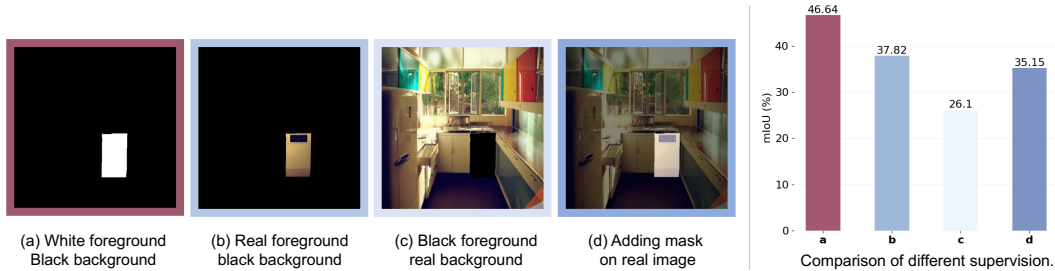 (a) White foreground
Black background
(b) Real foreground
black background
(c) Black foreground
real background
(d) Adding mask
on real image
46.64
37.82
26.1
35.15
mIoU (%)
40
30
20
10
0
a
b
c
d
Comparison of different supervision.